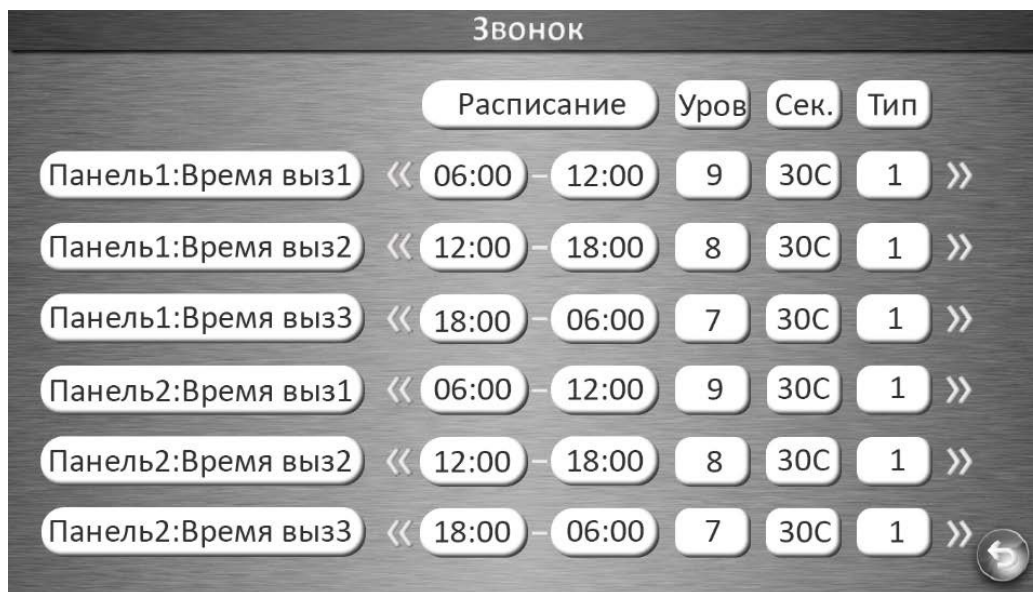 Звонок
Расписание Уров Сек. Тип
Панель1:Время выз1 « 06:00 – 12:00 9 30С 1 »
Панель1:Время выз2 « 12:00 – 18:00 8 30С 1 »
Панель1:Время выз3 « 18:00 – 06:00 7 30С 1 »
Панель2:Время выз1 « 06:00 – 12:00 9 30С 1 »
Панель2:Время выз2 « 12:00 – 18:00 8 30С 1 »
Панель2:Время выз3 « 18:00 – 06:00 7 30С 1 »